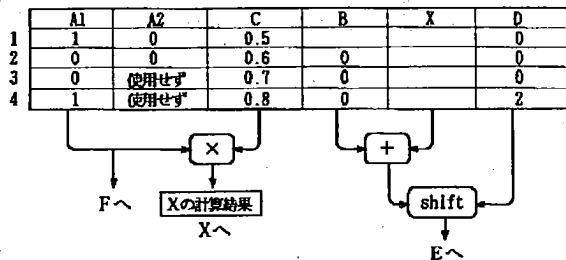 A1 A2 C B X D
1 1 0 0.5 0
2 0 0 0.6 0 0
3 0 使用せず 0.7 0 0
4 1 使用せず 0.8 0 2
× +
Fへ Xの計算結果 shift
Xへ
Eへ